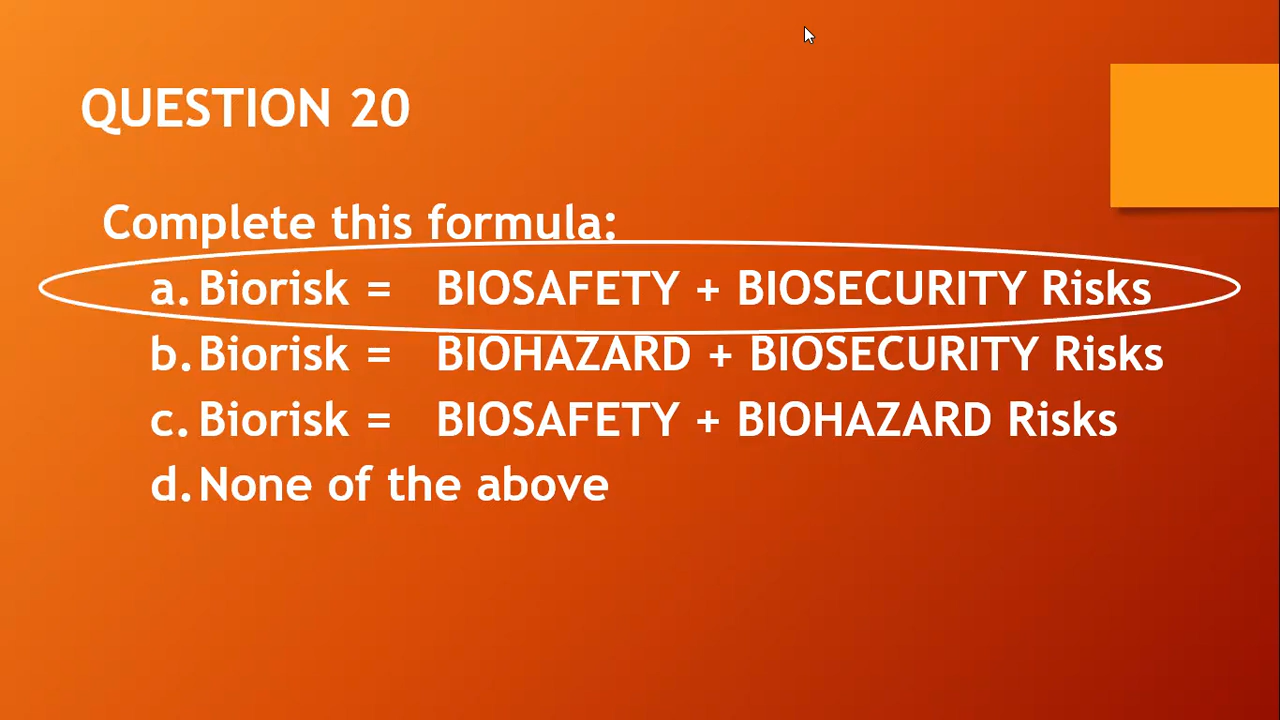 QUESTION 20
Complete this formula:
a. Biorisk = BIOSAFETY + BIOSECURITY Risks
b. Biorisk = BIOHAZARD + BIOSECURITY Risks
c. Biorisk = BIOSAFETY + BIOHAZARD Risks
d. None of the above